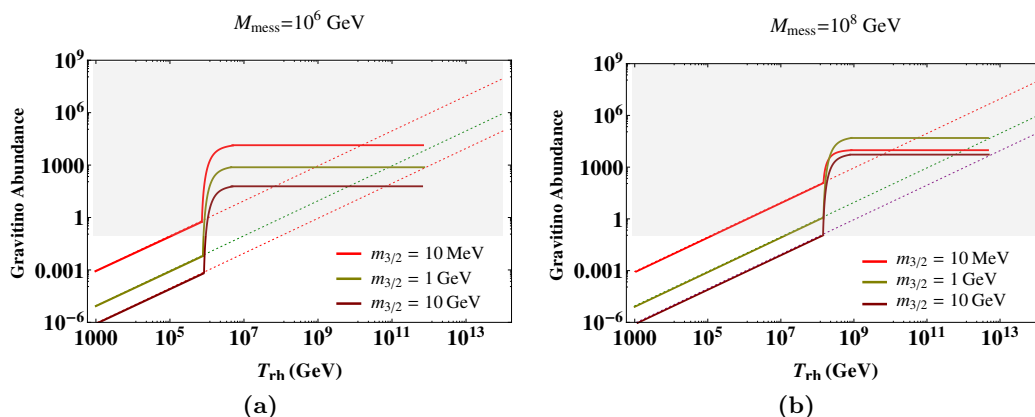 M_mess=10^6 GeV
10^9
10^6
1000
1
0.001
10^-6
Gravitino Abundance
m_3/2 = 10 MeV
m_3/2 = 1 GeV
m_3/2 = 10 GeV
1000 10^5 10^7 10^9 10^11 10^13
T_rh (GeV)
(a)
M_mess=10^8 GeV
10^9
10^6
1000
1
0.001
10^-6
Gravitino Abundance
m_3/2 = 10 MeV
m_3/2 = 1 GeV
m_3/2 = 10 GeV
1000 10^5 10^7 10^9 10^11 10^13
T_rh (GeV)
(b)